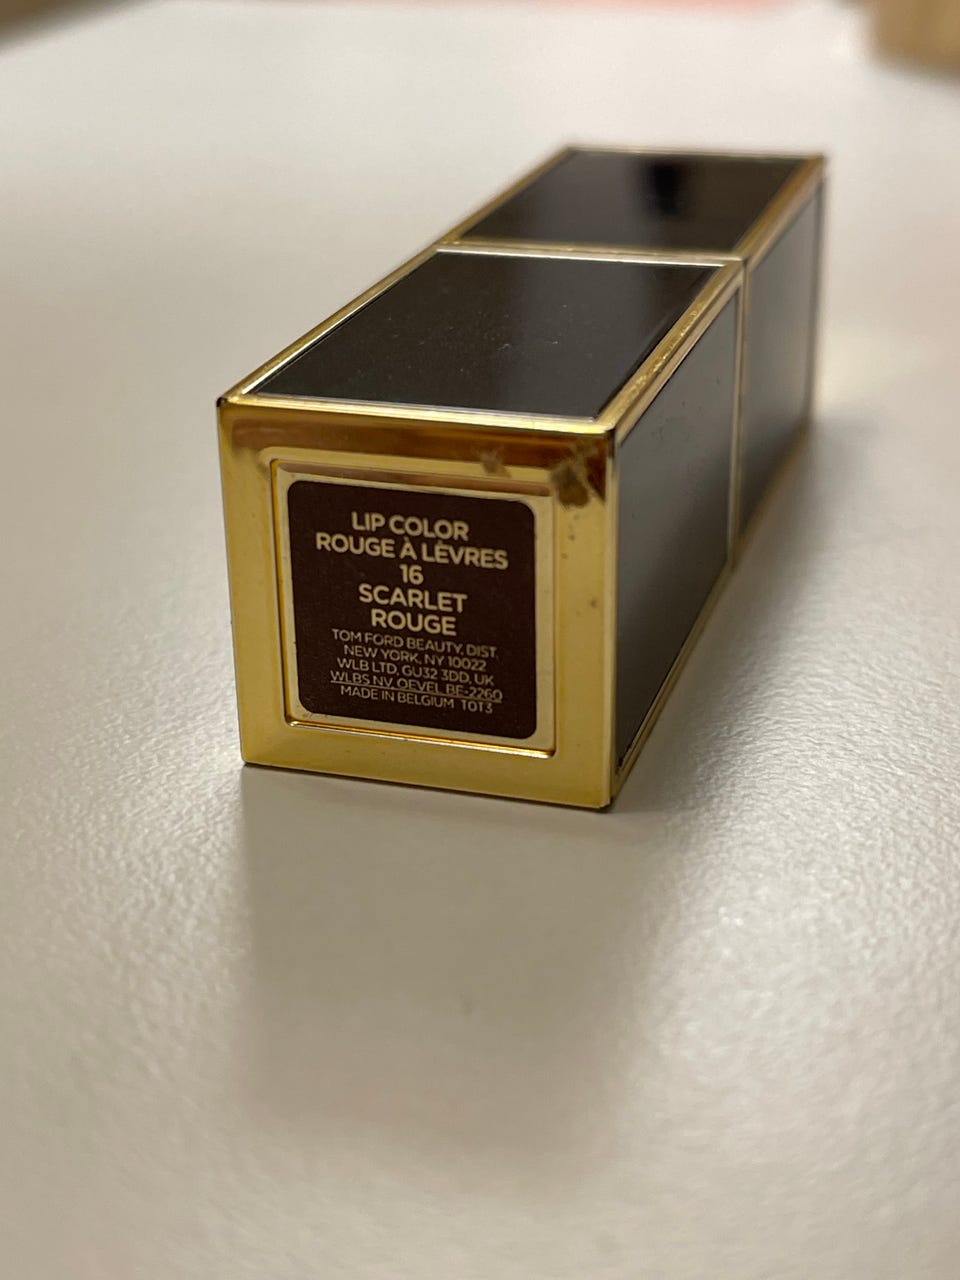 LIP COLOR
ROUGE À LÈVRES
16
SCARLET
ROUGE
TOM FORD BEAUTY, DIST.
NEW YORK, NY 10022
WLB LTD, GU32 3DD, UK
WLBS NV OEVEL BE-2260
MADE IN BELGIUM T0T3